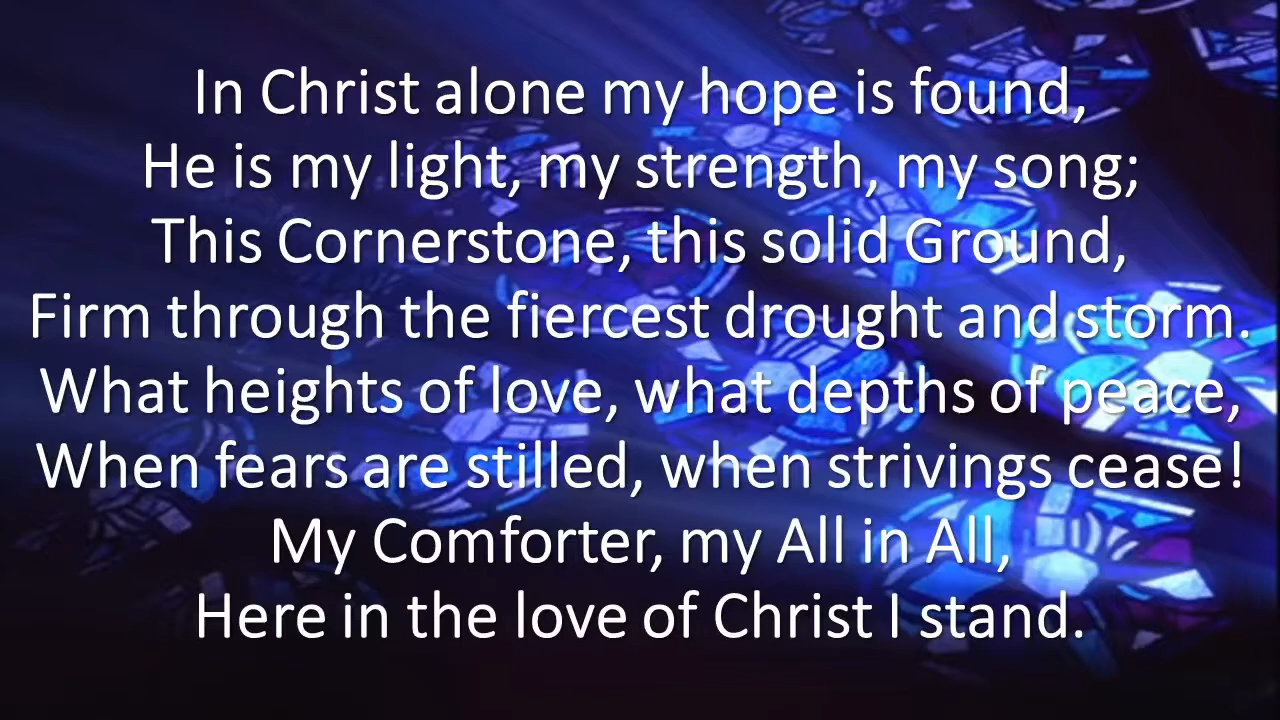 In Christ alone my hope is found,
He is my light, my strength, my song;
This Cornerstone, this solid Ground,
Firm through the fiercest drought and storm.
What heights of love, what depths of peace,
When fears are stilled, when strivings cease!
My Comforter, my All in All,
Here in the love of Christ I stand.